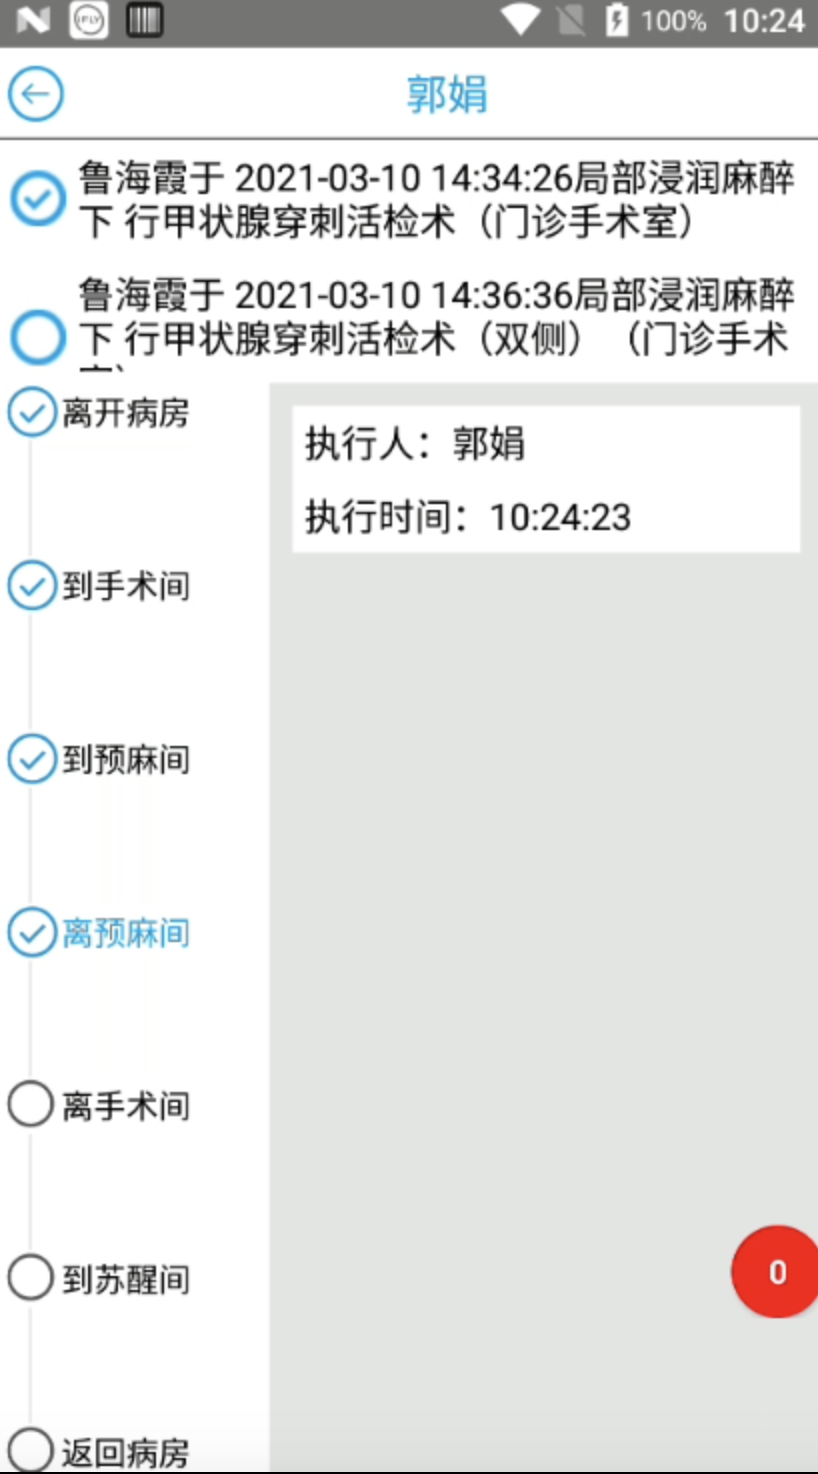 100% 10:24
郭娟
鲁海霞于 2021-03-10 14:34:26局部浸润麻醉
下 行甲状腺穿刺活检术（门诊手术室）
鲁海霞于 2021-03-10 14:36:36局部浸润麻醉
下 行甲状腺穿刺活检术（双侧）（门诊手术
离开病房
执行人：郭娟
执行时间：10:24:23
到手术间
到预麻间
离预麻间
离手术间
到苏醒间
0
返回病房